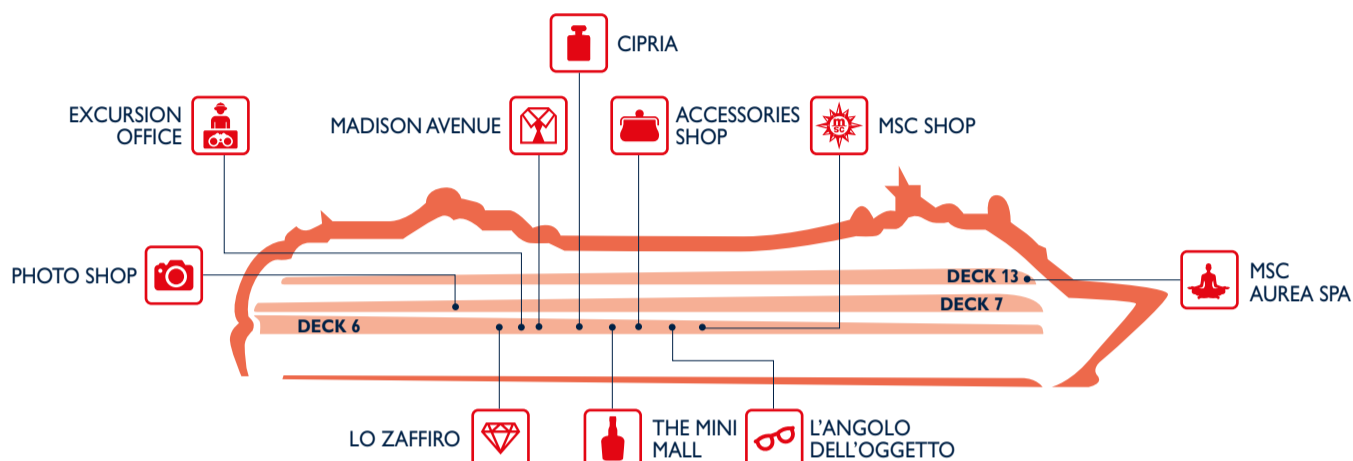 CIPRIA
EXCURSION
OFFICE
MADISON AVENUE
ACCESSORIES
SHOP
msc
MSC SHOP
PHOTO SHOP
DECK 13
MSC
AUREA SPA
DECK 7
DECK 6
LO ZAFFIRO
THE MINI
MALL
L'ANGOLO
DELL'OGGETTO